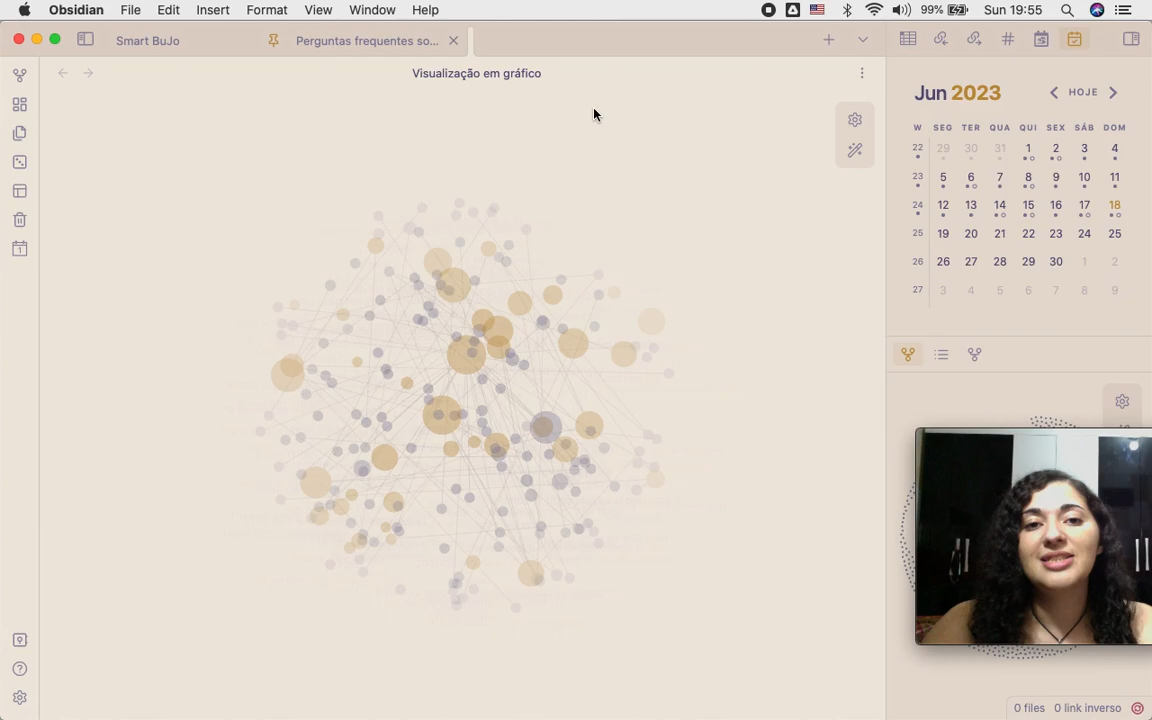 Obsidian File Edit Insert Format View Window Help 99% Sun 19:55
Smart BuJo Perguntas frequentes so...
Visualização em gráfico
Jun 2023 HOJE
W SEG TER QUA QUI SEX SÁB DOM
22 29 30 31 1 2 3 4
23 5 6 7 8 9 10 11
24 12 13 14 15 16 17 18
25 19 20 21 22 23 24 25
26 26 27 28 29 30 1 2
27 3 4 5 6 7 8 9
0 files 0 link inverso